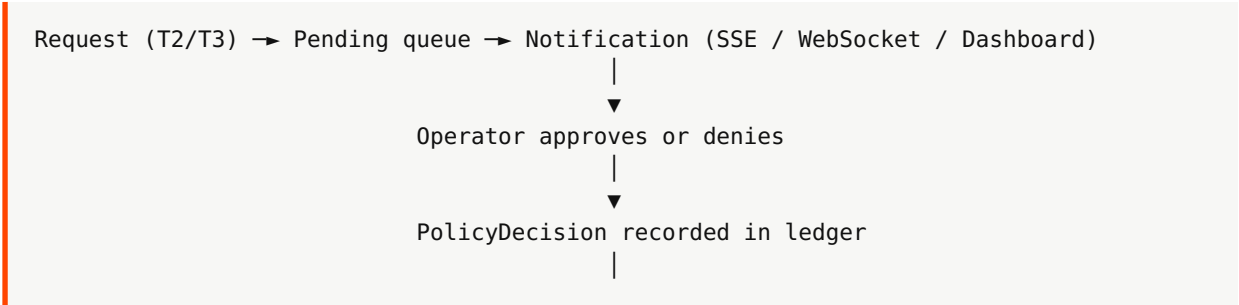 Request (T2/T3) → Pending queue → Notification (SSE / WebSocket / Dashboard)
│
▼
Operator approves or denies
│
▼
PolicyDecision recorded in ledger
│